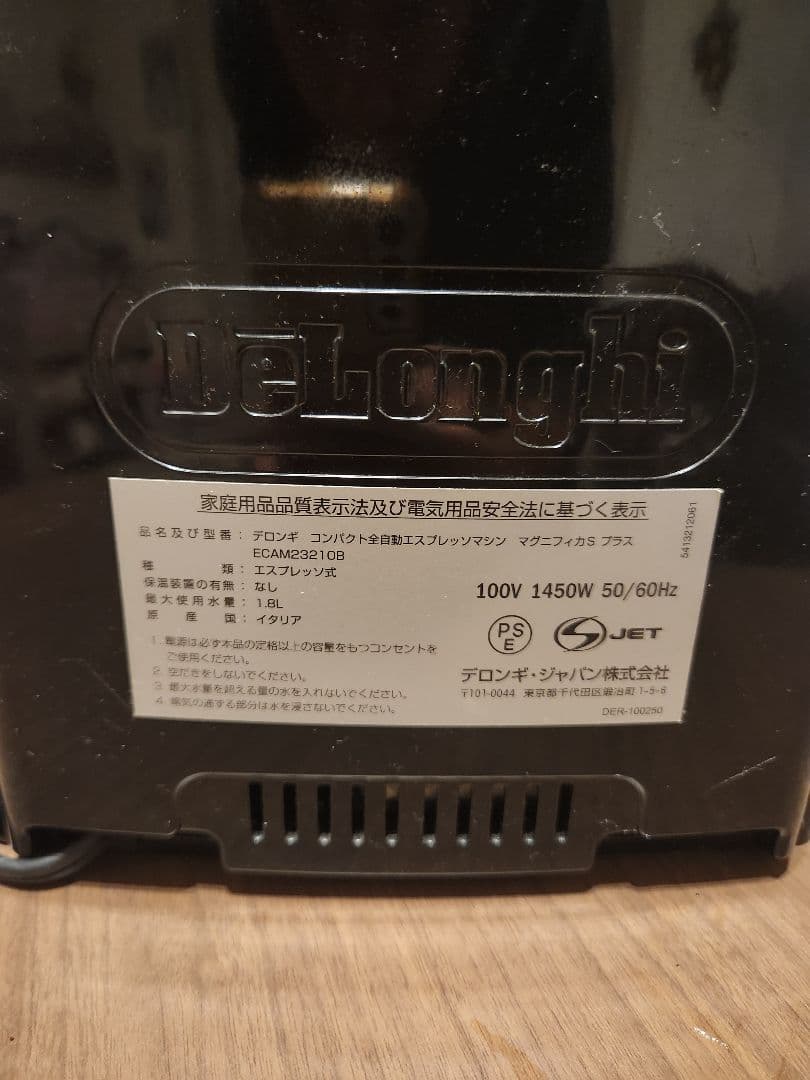 DeLonghi
家庭用品品質表示法及び電気用品安全法に基づく表示
品名及び型番： デロンギ コンパクト全自動エスプレッソマシン マグニフィカS プラス
ECAM23210B
種類： エスプレッソ式
保温装置の有無： なし
最大使用水量： 1.8L
原産国： イタリア
1. 電源は必ず本品の定格以上の容量をもつコンセントを
ご使用ください。
2. 空だきをしないでください。
3. 最大水量を超える量の水を入れないでください。
4. 電気の通ずる部分は水を浸さないでください。
100V 1450W 50/60Hz
PS
E
S JET
デロンギ・ジャパン株式会社
〒101-0044 東京都千代田区鍛冶町1-5-6
DER-100250
5413212061